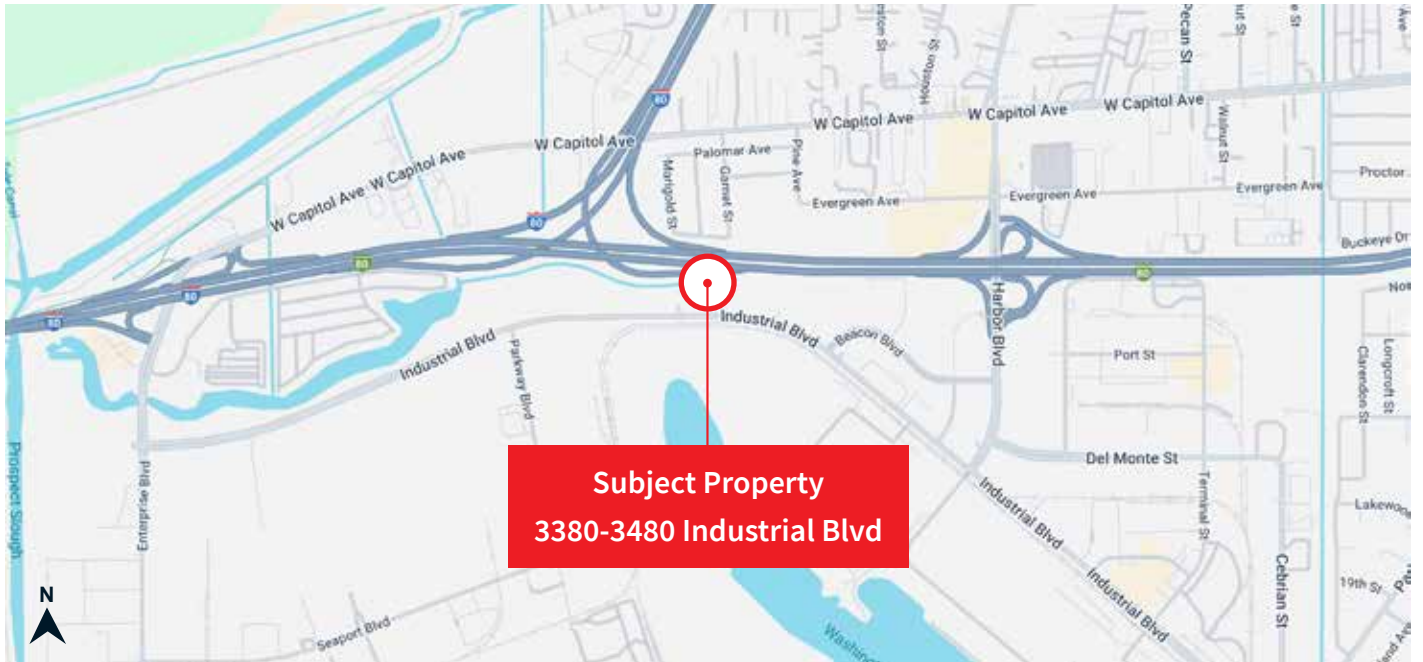 Pecan St
Houston St
80
W Capitol Ave
W Capitol Ave
W Capitol Ave
W Capitol Ave
Walnut St
W Capitol Ave
W Capitol Ave
Palomar Ave
Pine Ave
Marigold St
Garnet St
Proctor
Evergreen Ave
Evergreen Ave
Evergreen Ave
80
Buckeye Dr
80
80
80
80
Harbor Blvd
Industrial Blvd
Beacon Blvd
Port St
Industrial Blvd
Parkway Blvd
Clarendon St
Longcroft St
Subject Property
3380-3480 Industrial Blvd
Del Monte St
Prospect Slough
Enterprise Blvd
Terminal St
Industrial Blvd
Industrial Blvd
Cebrian St
19th St
N
Seaport Blvd